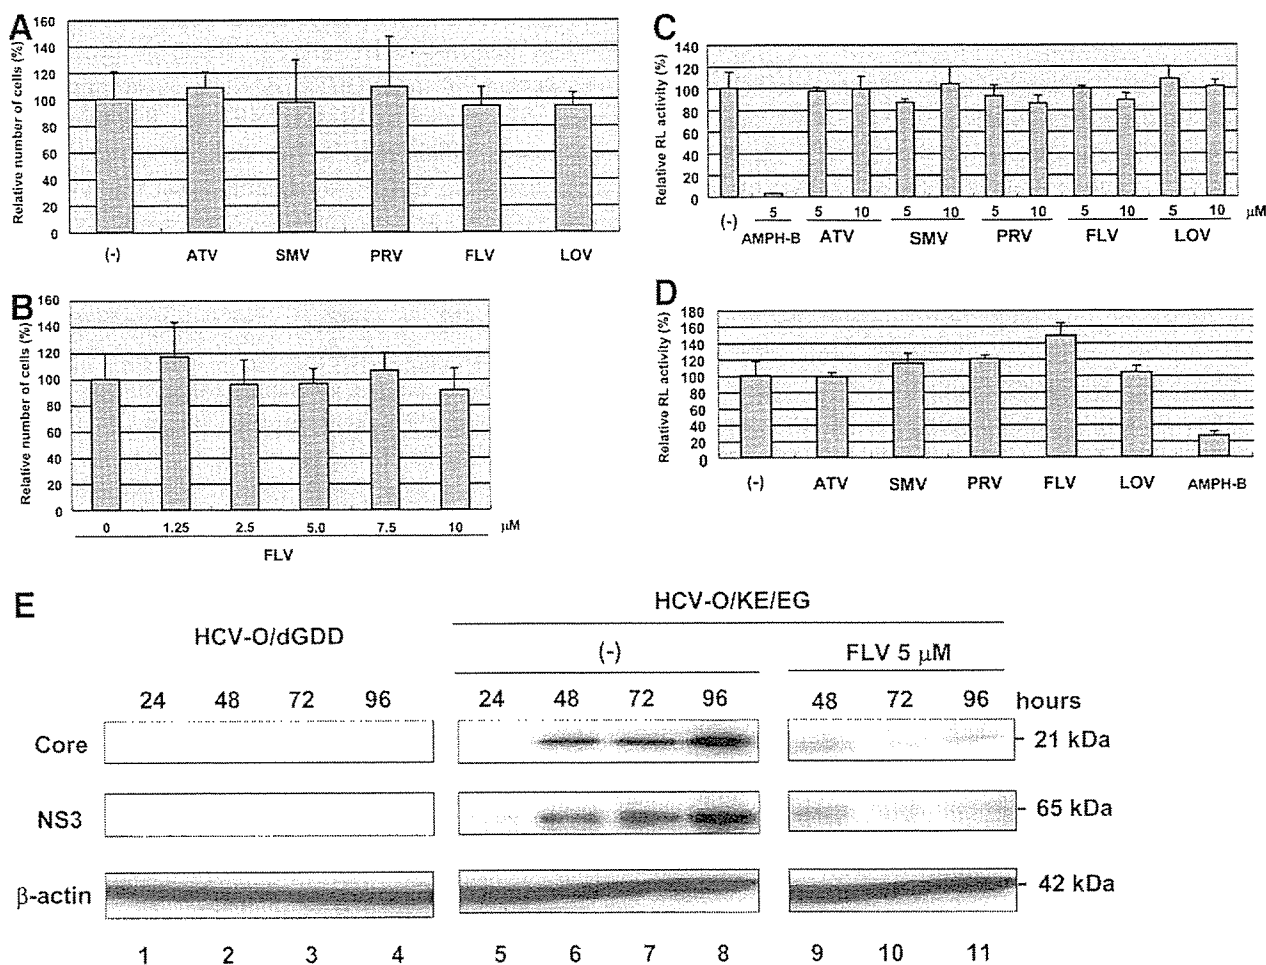 A
Relative number of cells (%)
160
140
120
100
80
60
40
20
0
(-) ATV SMV PRV FLV LOV
B
Relative number of cells (%)
160
140
120
100
80
60
40
20
0
0 1.25 2.5 5.0 7.5 10 μM
FLV
C
Relative RL activity (%)
140
120
100
80
60
40
20
0
5 5 10 5 10 5 10 5 10 5 10 μM
(-) AMPH-B ATV SMV PRV FLV LOV
D
Relative RL activity (%)
180
160
140
120
100
80
60
40
20
0
(-) ATV SMV PRV FLV LOV AMPH-B
E
HCV-O/KE/EG
HCV-O/dGDD
(-) FLV 5 μM
24 48 72 96 24 48 72 96 48 72 96 hours
Core 21 kDa
NS3 65 kDa
β-actin 42 kDa
1 2 3 4 5 6 7 8 9 10 11